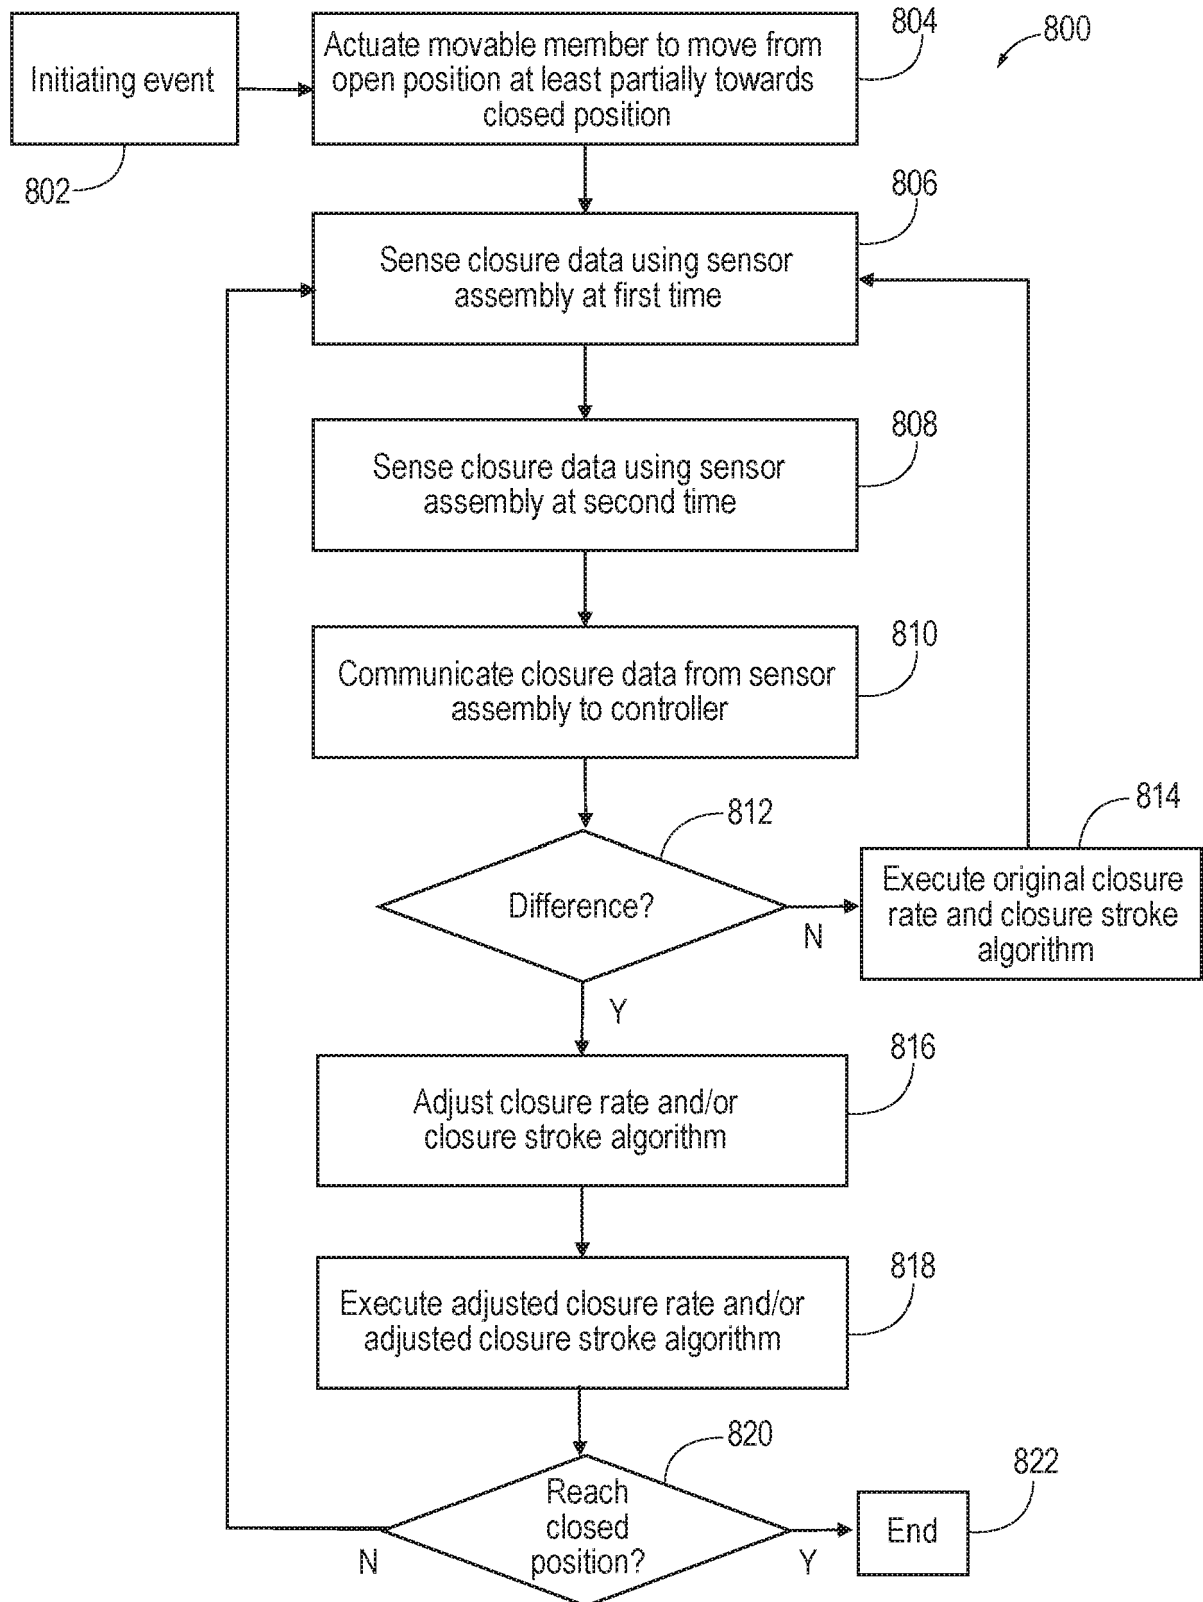 800
Initiating event
802
Actuate movable member to move from
open position at least partially towards
closed position
804
Sense closure data using sensor
assembly at first time
806
Sense closure data using sensor
assembly at second time
808
Communicate closure data from sensor
assembly to controller
810
Difference?
812
N
Execute original closure
rate and closure stroke
algorithm
814
Y
Adjust closure rate and/or
closure stroke algorithm
816
Execute adjusted closure rate and/or
adjusted closure stroke algorithm
818
Reach
closed
position?
820
N
Y
End
822